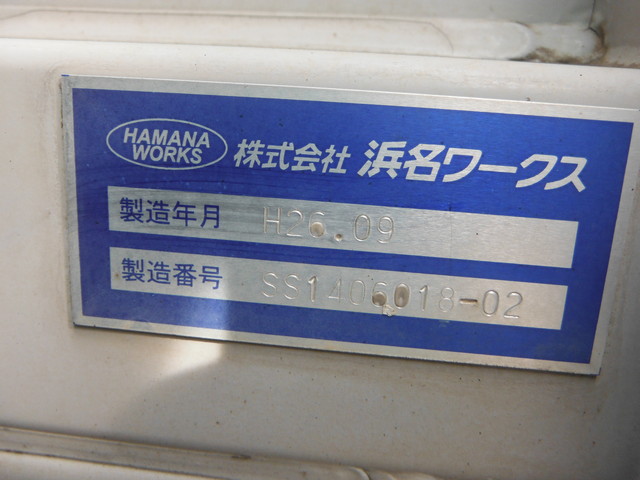 HAMANA
WORKS
株式会社 浜名ワークス
製造年月 H26.09
製造番号 SS1406018-02